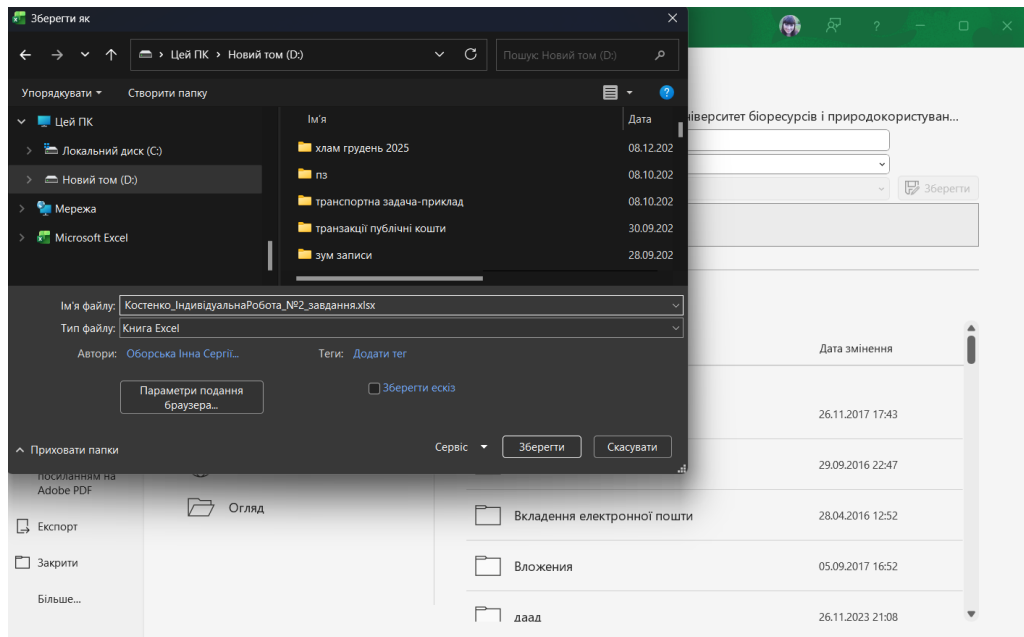 Зберегти як
Цей ПК > Новий том (D:)
Пошук: Новий том (D:)
Упорядкувати
Створити папку
?
Цей ПК
Локальний диск (C:)
Новий том (D:)
Мережа
Microsoft Excel
Ім'я
Дата
хлам грудень 2025
08.12.202
пз
08.10.202
транспортна задача-приклад
08.10.202
транзакції публічні кошти
30.09.202
зум записи
28.09.202
Ім'я файлу:
Костенко_ІндивідуальнаРобота_№2_завдання.xlsx
Тип файлу:
Книга Excel
Автори:
Оборська Інна Сергії...
Теги:
Додати тег
Параметри подання
браузера...
Зберегти ескіз
Приховати папки
Сервіс
Зберегти
Скасувати
?
іверситет біоресурсів і природокористуван...
Зберегти
Дата змінення
26.11.2017 17:43
29.09.2016 22:47
Вкладення електронної пошти
28.04.2016 12:52
Вложения
05.09.2017 16:52
даад
26.11.2023 21:08
посиланням на
Adobe PDF
Експорт
Закрити
Більше...
Огляд